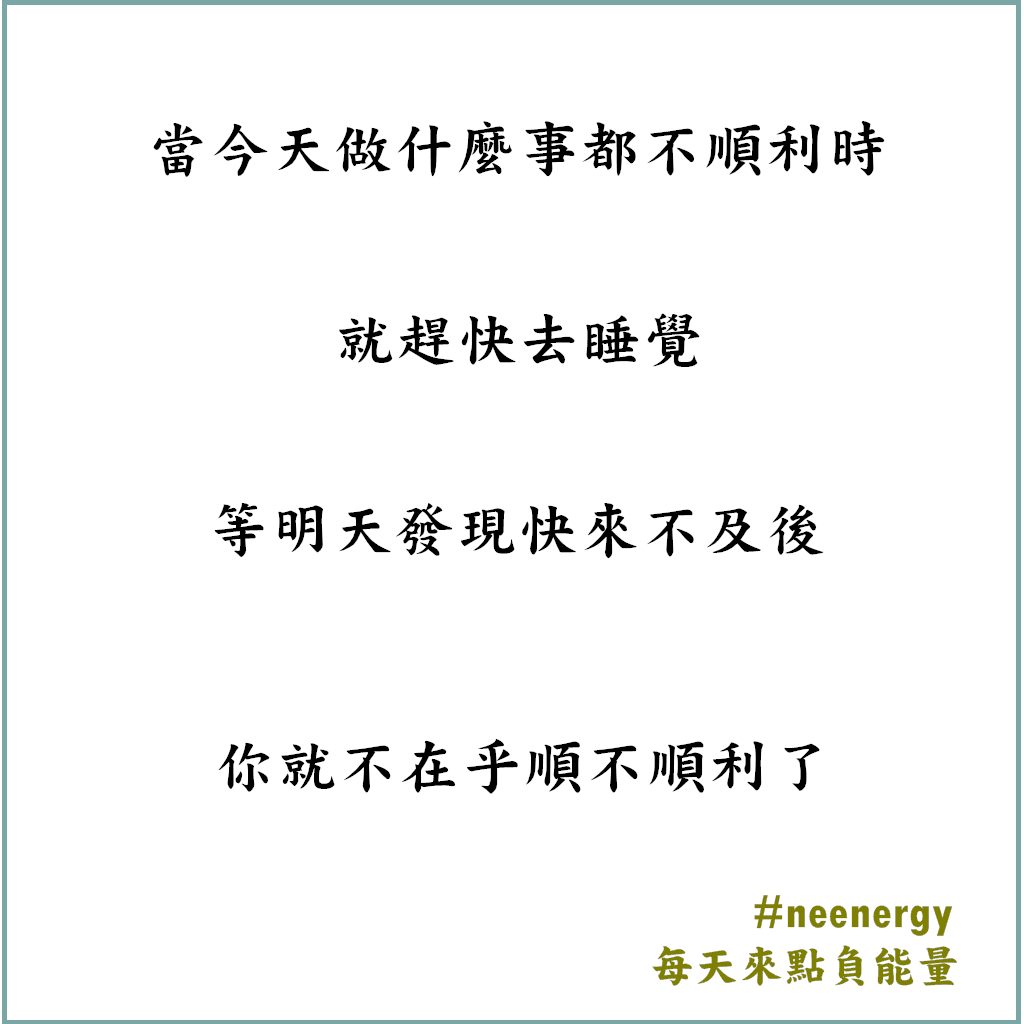 當今天做什麼事都不順利時
就趕快去睡覺
等明天發現快來不及後
你就不在乎順不順利了
#neenergy
每天來點負能量